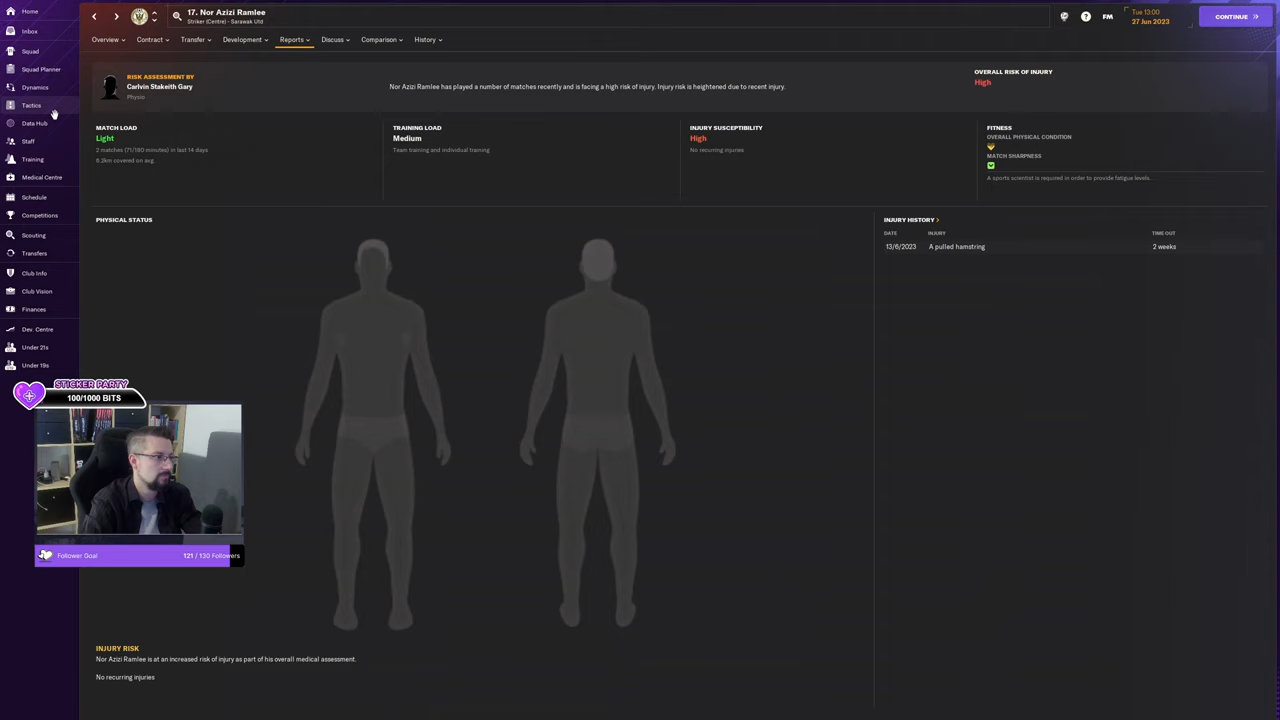 17. Nor Azizi Ramlee
Striker (Centre) - Sarawak Utd
FM
Tue 13:00
27 Jun 2023
CONTINUE
Overview
Contract
Transfer
Development
Reports
Discuss
Comparison
History
Home
Inbox
Squad
Squad Planner
Dynamics
Tactics
Data Hub
Staff
Training
Medical Centre
Schedule
Competitions
Scouting
Transfers
Club Info
Club Vision
Finances
Dev. Centre
Under 21s
Under 19s
RISK ASSESSMENT BY
Carlvin Stakeith Gary
Physio
Nor Azizi Ramlee has played a number of matches recently and is facing a high risk of injury. Injury risk is heightened due to recent injury.
OVERALL RISK OF INJURY
High
MATCH LOAD
Light
2 matches (71/180 minutes) in last 14 days
6.2km covered on avg
TRAINING LOAD
Medium
Team training and individual training
INJURY SUSCEPTIBILITY
High
No recurring injuries
FITNESS
OVERALL PHYSICAL CONDITION
MATCH SHARPNESS
A sports scientist is required in order to provide fatigue levels.
PHYSICAL STATUS
INJURY HISTORY >
DATE INJURY TIME OUT
13/6/2023 A pulled hamstring 2 weeks
STICKER PARTY
100/1000 BITS
Follower Goal 121 / 130 Followers
INJURY RISK
Nor Azizi Ramlee is at an increased risk of injury as part of his overall medical assessment.
No recurring injuries